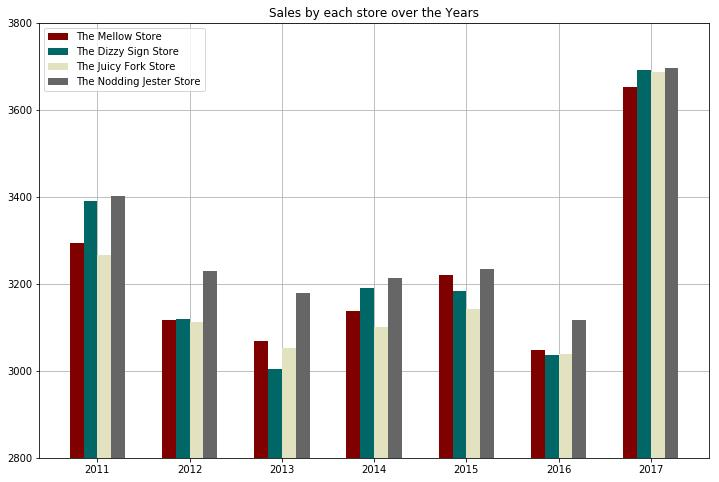 Sales by each store over the Years
3800
The Mellow Store
The Dizzy Sign Store
The Juicy Fork Store
The Nodding Jester Store
3600
3400
3200
3000
2800
2011 2012 2013 2014 2015 2016 2017